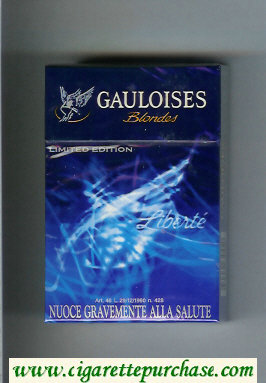 GAULOISES
Blondes
LIMITED EDITION
Liberté
Art. 46 L. 29/12/1990 n. 428
NUOCE GRAVEMENTE ALLA SALUTE
www.cigarettepurchase.com